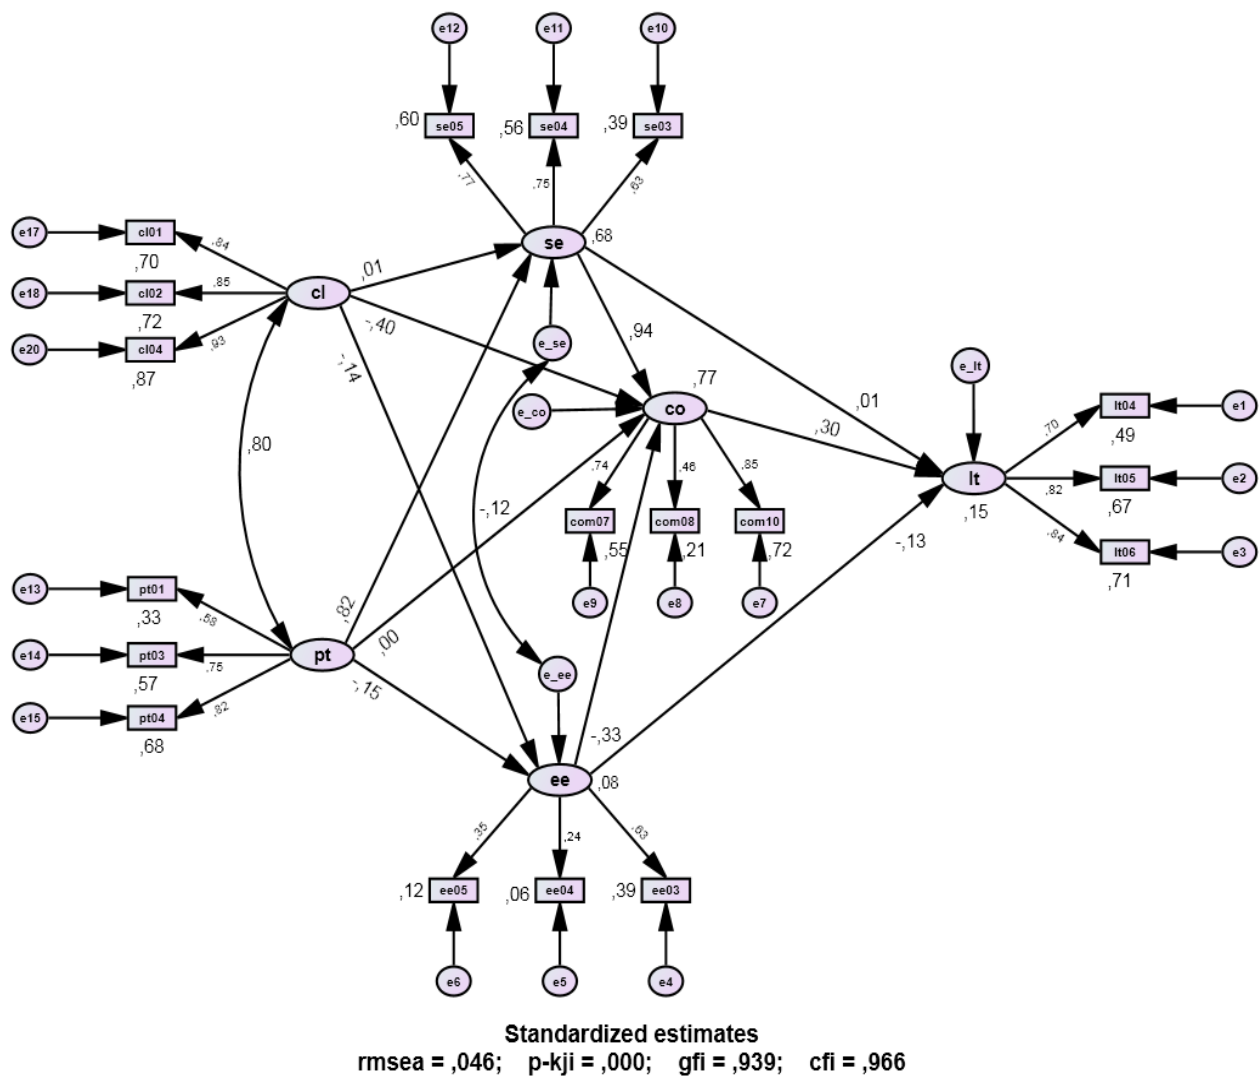 e12 e11 e10
,60 se05 ,56 se04 ,39 se03
,77 ,75 ,63
e17 cl01 ,84
,70
se ,68
e18 cl02 ,85 cl ,01
,72
e20 cl04 ,93
,87
-,40
-,14
e_se
,94
,77
e_co co
e_lt
,01
,30
lt04 e1
,70 ,49
,80
,74 ,46 ,85
lt ,82 lt05 e2
,15 ,67
-,12
com07 com08 com10
,55 ,21 ,72
-,13
,84 lt06 e3
,71
e9 e8 e7
e13 pt01 ,58
,33
,82
,00
e14 pt03 ,75 pt
,57
-,15
e_ee
e15 pt04 ,82
,68
-,33
ee ,08
,35 ,24 ,63
,12 ee05 ,06 ee04 ,39 ee03
e6 e5 e4
Standardized estimates
rmsea = ,046; p-kji = ,000; gfi = ,939; cfi = ,966